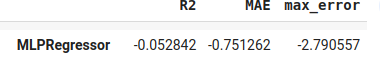 R2 MAE max_error
MLPRegressor -0.052842 -0.751262 -2.790557